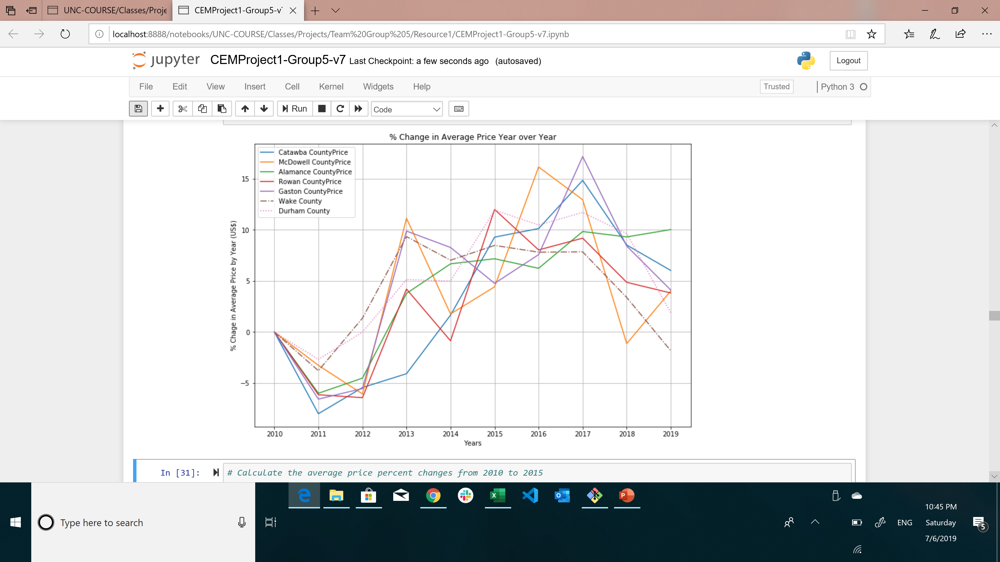 UNC-COURSE/Classes/Proje
CEMProject1-Group5-v
localhost:8888/notebooks/UNC-COURSE/Classes/Projects/Team%20Group%205/Resource1/CEMProject1-Group5-v7.ipynb
jupyter CEMProject1-Group5-v7 Last Checkpoint: a few seconds ago (autosaved)
Logout
File Edit View Insert Cell Kernel Widgets Help
Trusted
Python 3
Run
Code
% Change in Average Price Year over Year
Catawba CountyPrice
McDowell CountyPrice
Alamance CountyPrice
Rowan CountyPrice
Gaston CountyPrice
Wake County
Durham County
% Chage in Average Price by Year (US$)
15
10
5
0
−5
2010 2011 2012 2013 2014 2015 2016 2017 2018 2019
Years
In [31]:
# Calculate the average price percent changes from 2010 to 2015
Type here to search
ENG
10:45 PM
Saturday
7/6/2019
5